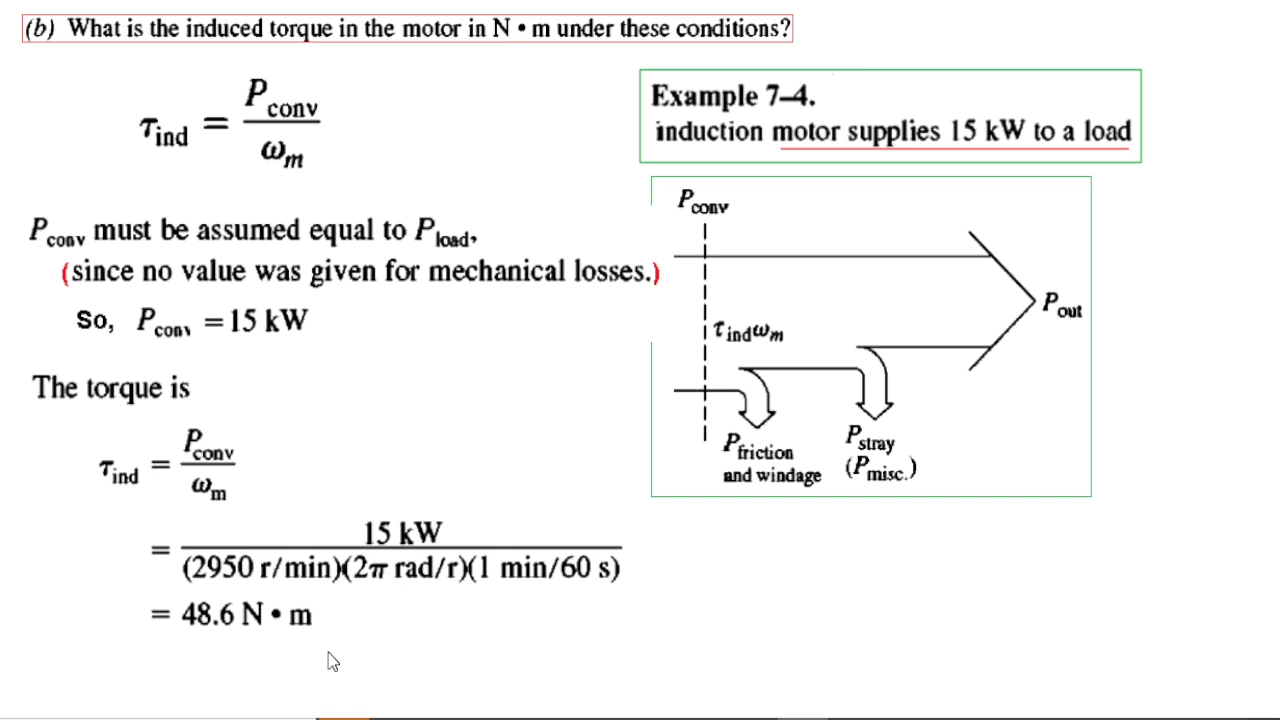 (b) What is the induced torque in the motor in N • m under these conditions?
τind = Pconv / ωm
Example 7–4.
induction motor supplies 15 kW to a load
Pconv must be assumed equal to Pload,
(since no value was given for mechanical losses.)
So, Pconv = 15 kW
The torque is
τind = Pconv / ωm
= 15 kW / (2950 r/min)(2π rad/r)(1 min/60 s)
= 48.6 N • m
Pconv
τindωm
Pout
Pfriction and windage
Pstray
(Pmisc.)